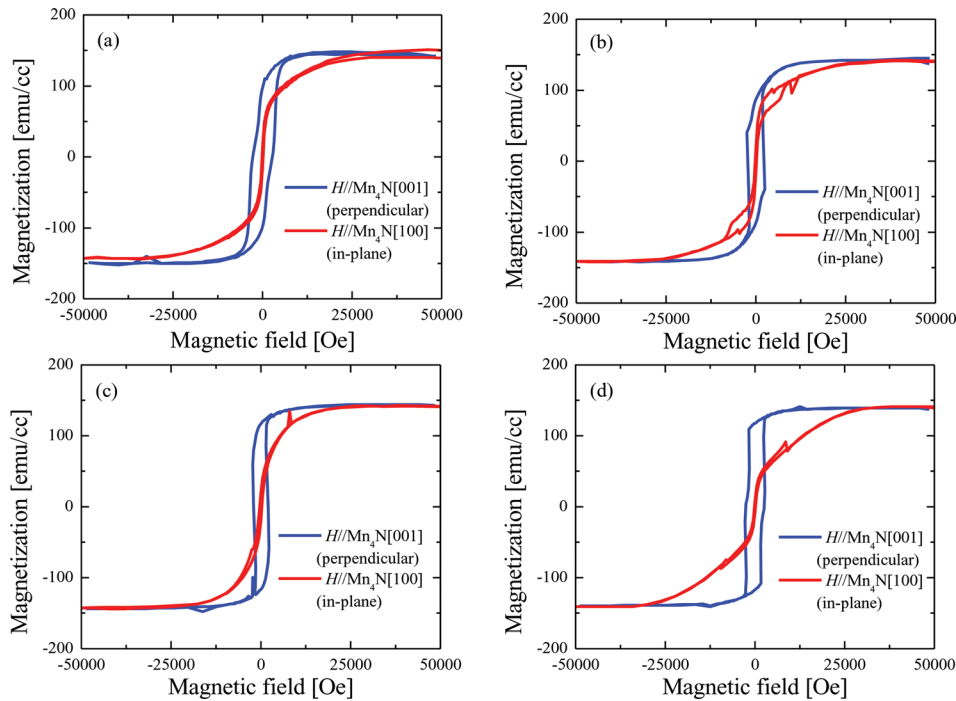 (a)
200
100
0
-100
-200
Magnetization [emu/cc]
H//Mn₄N[001]
(perpendicular)
H//Mn₄N[100]
(in-plane)
-50000 -25000 0 25000 50000
Magnetic field [Oe]
(b)
200
100
0
-100
-200
Magnetization [emu/cc]
H//Mn₄N[001]
(perpendicular)
H//Mn₄N[100]
(in-plane)
-50000 -25000 0 25000 50000
Magnetic field [Oe]
(c)
200
100
0
-100
-200
Magnetization [emu/cc]
H//Mn₄N[001]
(perpendicular)
H//Mn₄N[100]
(in-plane)
-50000 -25000 0 25000 50000
Magnetic field [Oe]
(d)
200
100
0
-100
-200
Magnetization [emu/cc]
H//Mn₄N[001]
(perpendicular)
H//Mn₄N[100]
(in-plane)
-50000 -25000 0 25000 50000
Magnetic field [Oe]